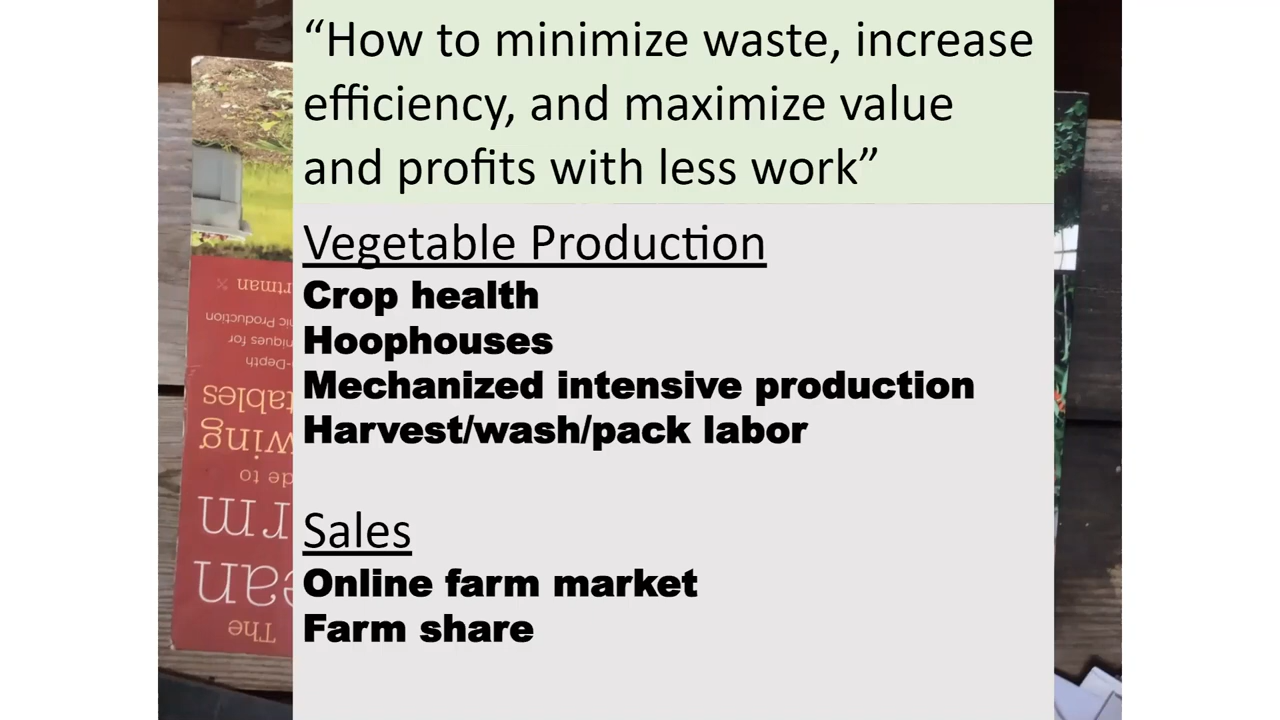 “How to minimize waste, increase
efficiency, and maximize value
and profits with less work”
Vegetable Production
Crop health
Hoophouses
Mechanized intensive production
Harvest/wash/pack labor
Sales
Online farm market
Farm share
The